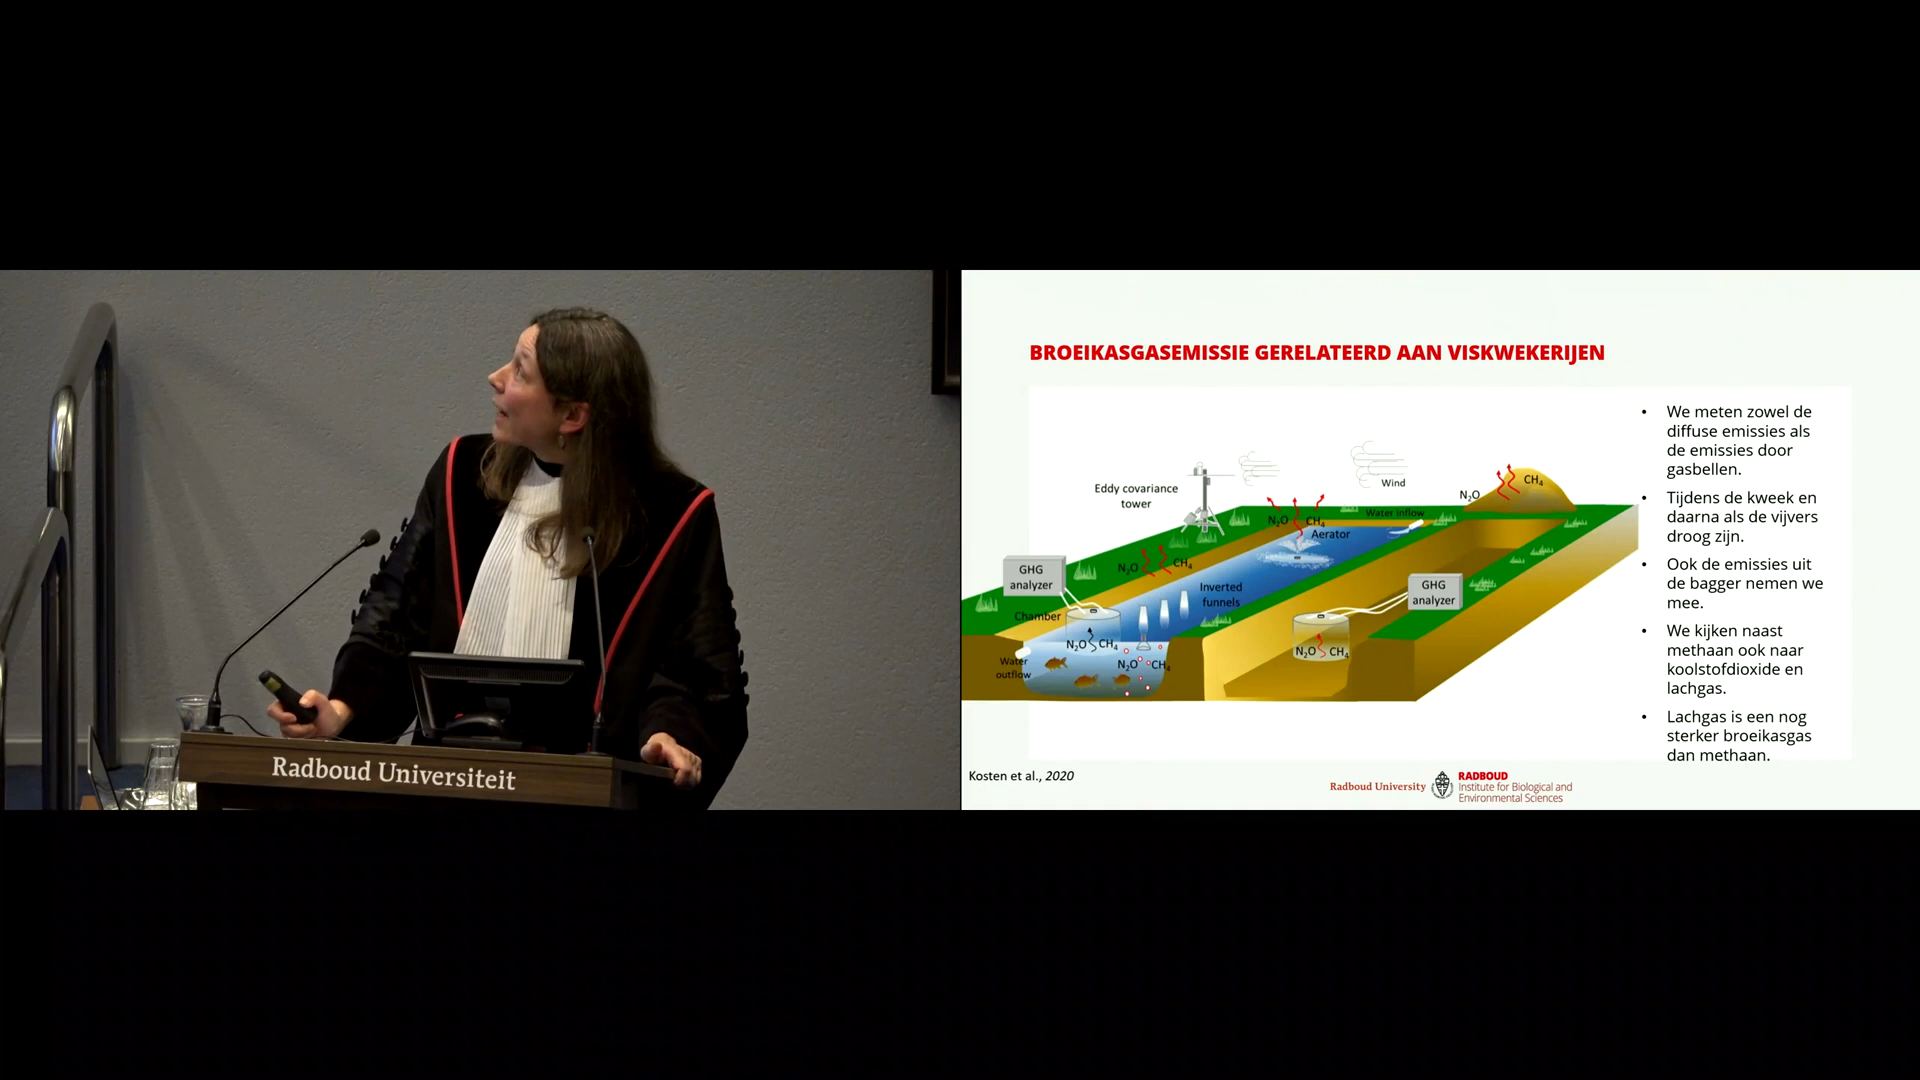 Radboud Universiteit
BROEIKASGASEMISSIE GERELATEERD AAN VISKWEKERIJEN
Eddy covariance
tower
Wind
N₂O
CH₄
N₂O
CH₄
Water inflow
Aerator
N₂O
CH₄
GHG
analyzer
Inverted
funnels
GHG
analyzer
Chamber
N₂O CH₄
N₂O CH₄
N₂O CH₄
Water
outflow
• We meten zowel de
diffuse emissies als
de emissies door
gasbellen.
• Tijdens de kweek en
daarna als de vijvers
droog zijn.
• Ook de emissies uit
de bagger nemen we
mee.
• We kijken naast
methaan ook naar
koolstofdioxide en
lachgas.
• Lachgas is een nog
sterker broeikasgas
dan methaan.
Kosten et al., 2020
Radboud University
RADBOUD
Institute for Biological and
Environmental Sciences